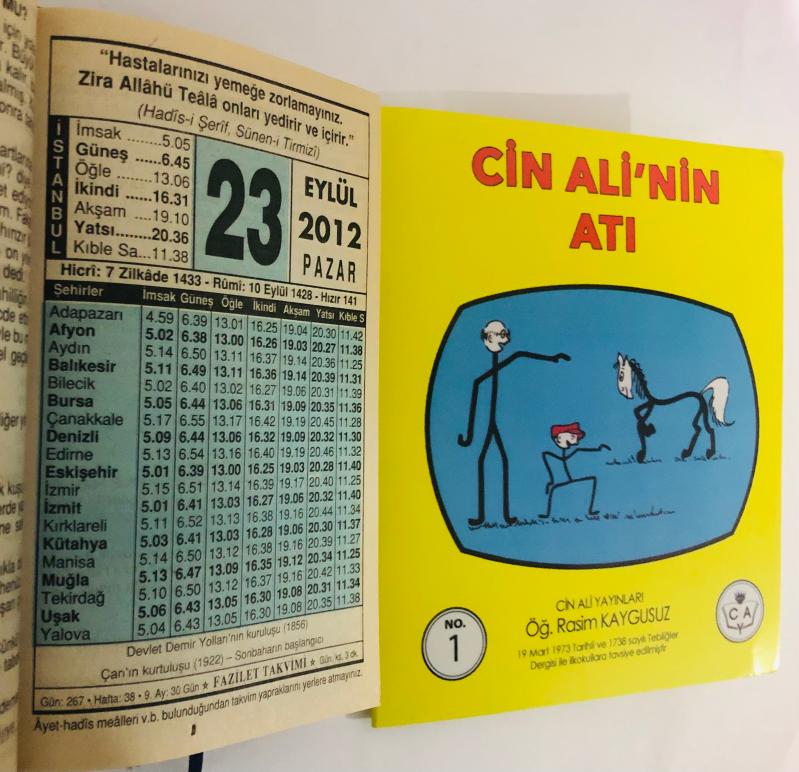 "Hastalarınızı yemeğe zorlamayınız.
Zira Allâhü Teâlâ onları yedirir ve içirir."
(Hadîs-i Şerîf, Sünen-i Tirmizî)
İSTANBUL
İmsak ........5.05
Güneş ......6.45
Öğle .......13.06
İkindi ......16.31
Akşam ....19.10
Yatsı........20.36
Kıble Sa...11.38
23
EYLÜL
2012
PAZAR
Hicrî: 7 Zilkâde 1433 - Rûmî: 10 Eylül 1428 - Hızır 141
Şehirler İmsak Güneş Öğle İkindi Akşam Yatsı Kıble S
Adapazarı 4.59 6.39 13.01 16.25 19.04 20.30 11.42
Afyon 5.02 6.38 13.00 16.26 19.03 20.27 11.38
Aydın 5.14 6.50 13.11 16.37 19.14 20.36 11.25
Balıkesir 5.11 6.49 13.11 16.36 19.14 20.39 11.31
Bilecik 5.02 6.40 13.02 16.27 19.06 20.31 11.39
Bursa 5.05 6.44 13.06 16.31 19.09 20.35 11.36
Çanakkale 5.17 6.55 13.17 16.42 19.19 20.45 11.28
Denizli 5.09 6.44 13.06 16.32 19.09 20.32 11.30
Edirne 5.13 6.54 13.16 16.40 19.19 20.46 11.32
Eskişehir 5.01 6.39 13.00 16.25 19.03 20.28 11.40
İzmir 5.15 6.51 13.14 16.39 19.17 20.40 11.25
İzmit 5.01 6.41 13.03 16.27 19.06 20.32 11.40
Kırklareli 5.11 6.52 13.13 16.38 19.16 20.44 11.34
Kütahya 5.03 6.41 13.03 16.28 19.06 20.30 11.37
Manisa 5.14 6.50 13.12 16.38 19.16 20.39 11.27
Muğla 5.13 6.47 13.09 16.35 19.12 20.34 11.25
Tekirdağ 5.10 6.50 13.12 16.37 19.16 20.42 11.33
Uşak 5.06 6.43 13.05 16.30 19.08 20.31 11.34
Yalova 5.04 6.43 13.05 16.30 19.08 20.35 11.38
Devlet Demir Yolları'nın kuruluşu (1856)
Çan'ın kurtuluşu (1922) – Sonbaharın başlangıcı
Gün: 267 • Hafta: 38 • 9. Ay: 30 Gün ★ FAZİLET TAKVİMİ ★ Gün. ks. 3 dk.
Âyet-hadîs meâlleri v.b. bulunduğundan takvim yapraklarını yerlere atmayınız.
CİN ALİ'NİN
ATI
CİN ALİ YAYINLARI
Öğ. Rasim KAYGUSUZ
19 Mart 1973 Tarihli ve 1738 sayılı Tebliğler
Dergisi ile ilkokullara tavsiye edilmiştir
NO.
1
C A